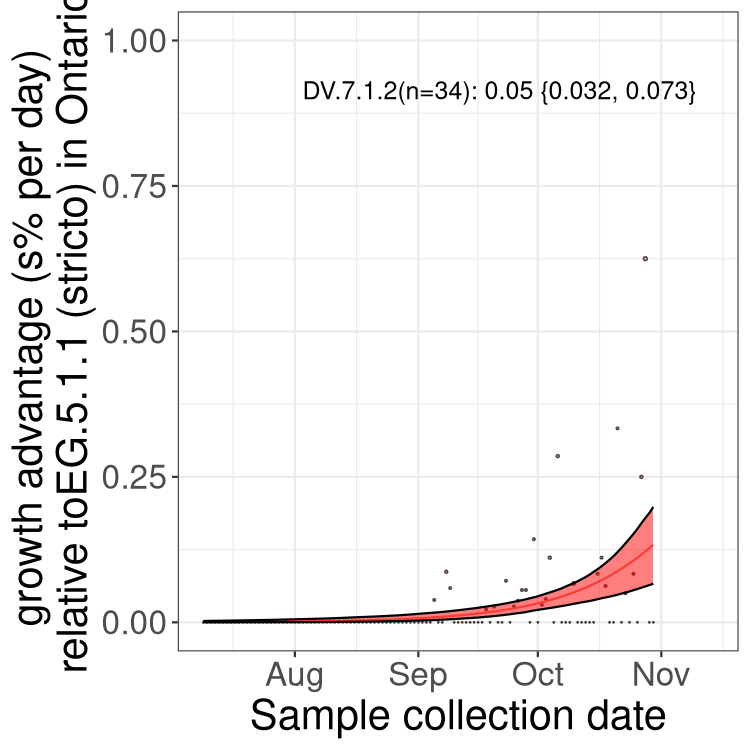 growth advantage (s% per day)
relative toEG.5.1.1 (stricto) in Ontario
1.00
0.75
0.50
0.25
0.00
DV.7.1.2(n=34): 0.05 {0.032, 0.073}
Aug Sep Oct Nov
Sample collection date